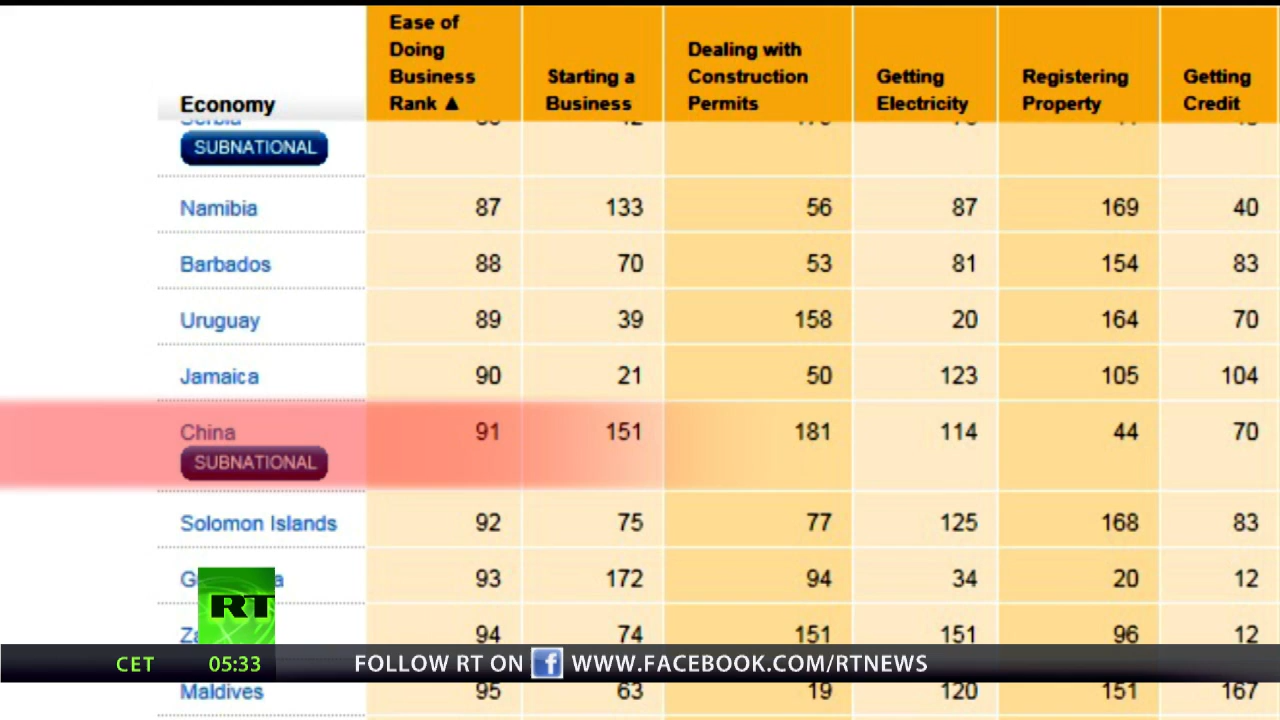 Economy
Ease of Doing Business Rank ▲
Starting a Business
Dealing with Construction Permits
Getting Electricity
Registering Property
Getting Credit
Serbia
SUBNATIONAL
Namibia 87 133 56 87 169 40
Barbados 88 70 53 81 154 83
Uruguay 89 39 158 20 164 70
Jamaica 90 21 50 123 105 104
China 91 151 181 114 44 70
SUBNATIONAL
Solomon Islands 92 75 77 125 168 83
93 172 94 34 20 12
RT
94 74 151 151 96 12
CET 05:33 FOLLOW RT ON f WWW.FACEBOOK.COM/RTNEWS
Maldives 95 63 19 120 151 167